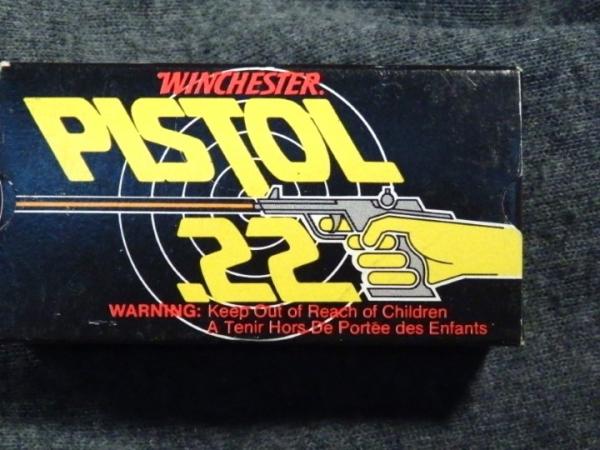 WINCHESTER.
PISTOL
.22
WARNING: Keep Out of Reach of Children
A Tenir Hors De Portée des Enfants